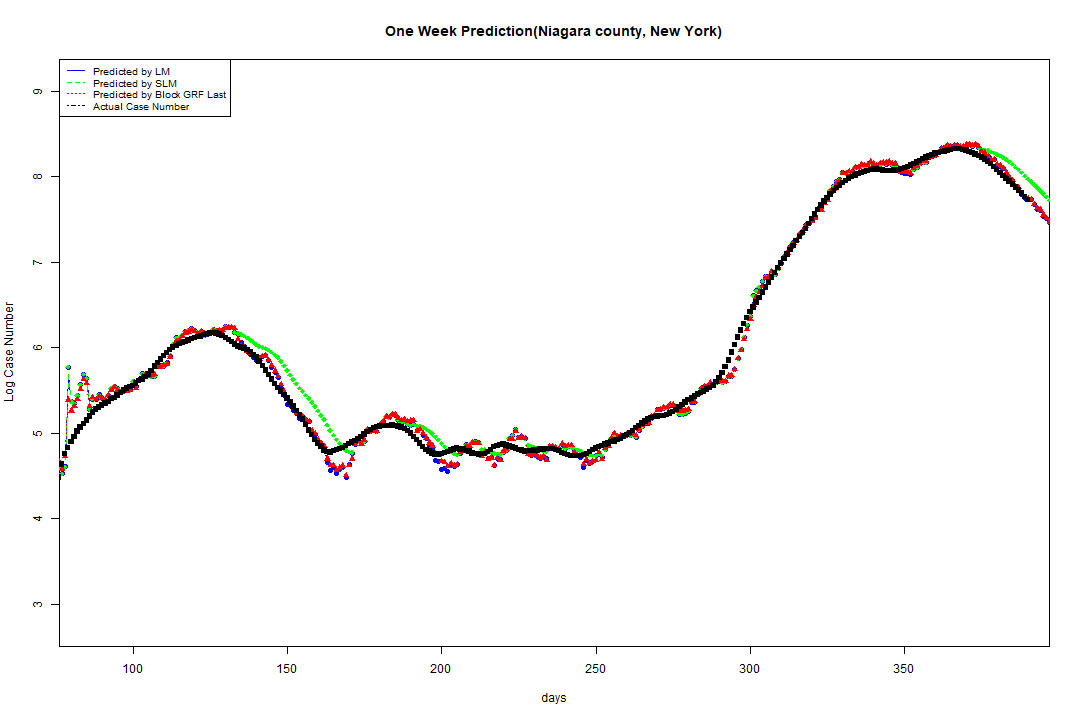 One Week Prediction(Niagara county, New York)
Predicted by LM
Predicted by SLM
Predicted by Block GRF Last
Actual Case Number
9
8
7
6
5
4
3
Log Case Number
100 150 200 250 300 350
days